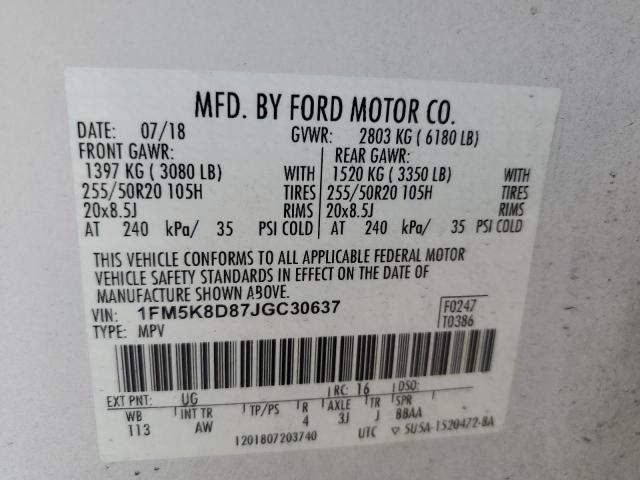 MFD. BY FORD MOTOR CO.
DATE: 07/18 GVWR: 2803 KG ( 6180 LB)
FRONT GAWR: REAR GAWR:
1397 KG ( 3080 LB) WITH 1520 KG ( 3350 LB) WITH
255/50R20 105H TIRES 255/50R20 105H TIRES
20x8.5J RIMS 20x8.5J RIMS
AT 240 kPa/ 35 PSI COLD AT 240 kPa/ 35 PSI COLD
THIS VEHICLE CONFORMS TO ALL APPLICABLE FEDERAL MOTOR
VEHICLE SAFETY STANDARDS IN EFFECT ON THE DATE OF
MANUFACTURE SHOWN ABOVE.
VIN: 1FM5K8D87JGC30637 F0247
TYPE: MPV T0386
EXT PNT: UG RC: 16 DSO:
WB INT TR TP/PS R AXLE TR SPR
113 AW 4 3J J BBAA
1201807203740 UTC ▽ 5U5A-1520472-BA